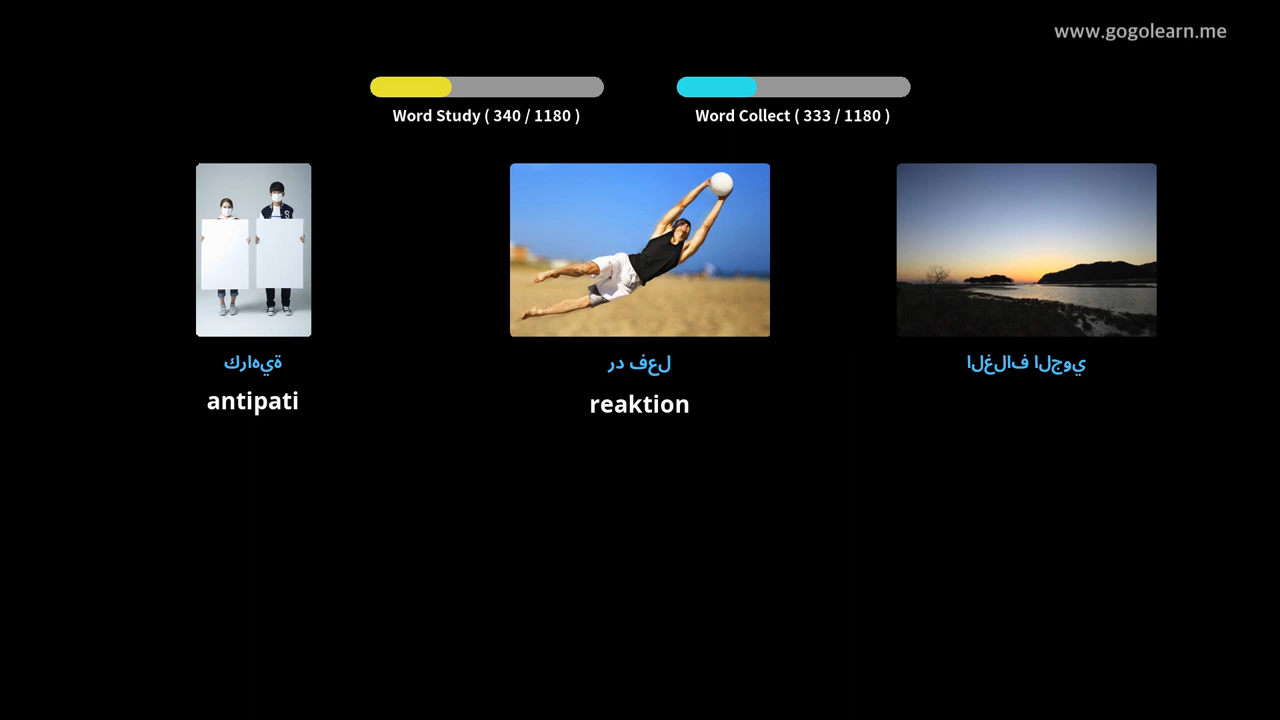 www.gogolearn.me
Word Study ( 340 / 1180 )
Word Collect ( 333 / 1180 )
كراهية
رد فعل
الغلاف الجوي
antipati
reaktion